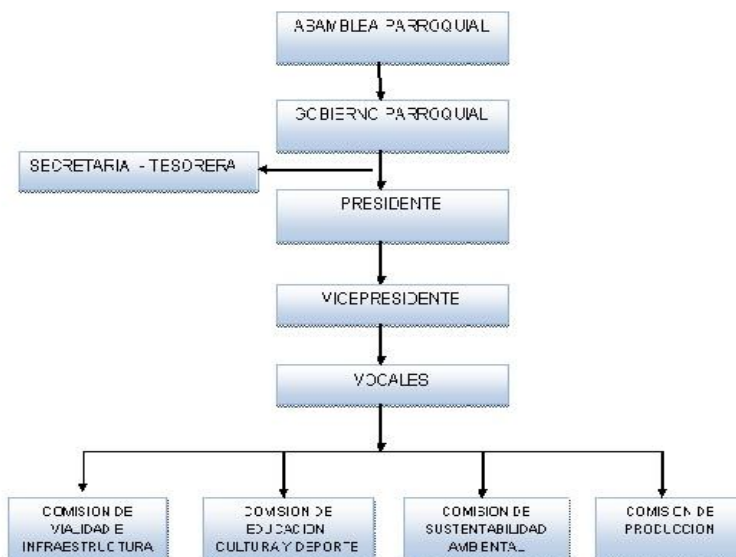 ASAMBLEA PARROQUIAL
GOBIERNO PARROQUIAL
SECRETARIA - TESORERA
PRESIDENTE
VICEPRESIDENTE
VOCALES
COMISION DE
VIALIDAD E
INFRAESTRUCTURA
COMISION DE
EDUCACION
CULTURA Y DEPORTE
COMISION DE
SUSTENTABILIDAD
AMBIENTAL
COMISION DE
PRODUCCION